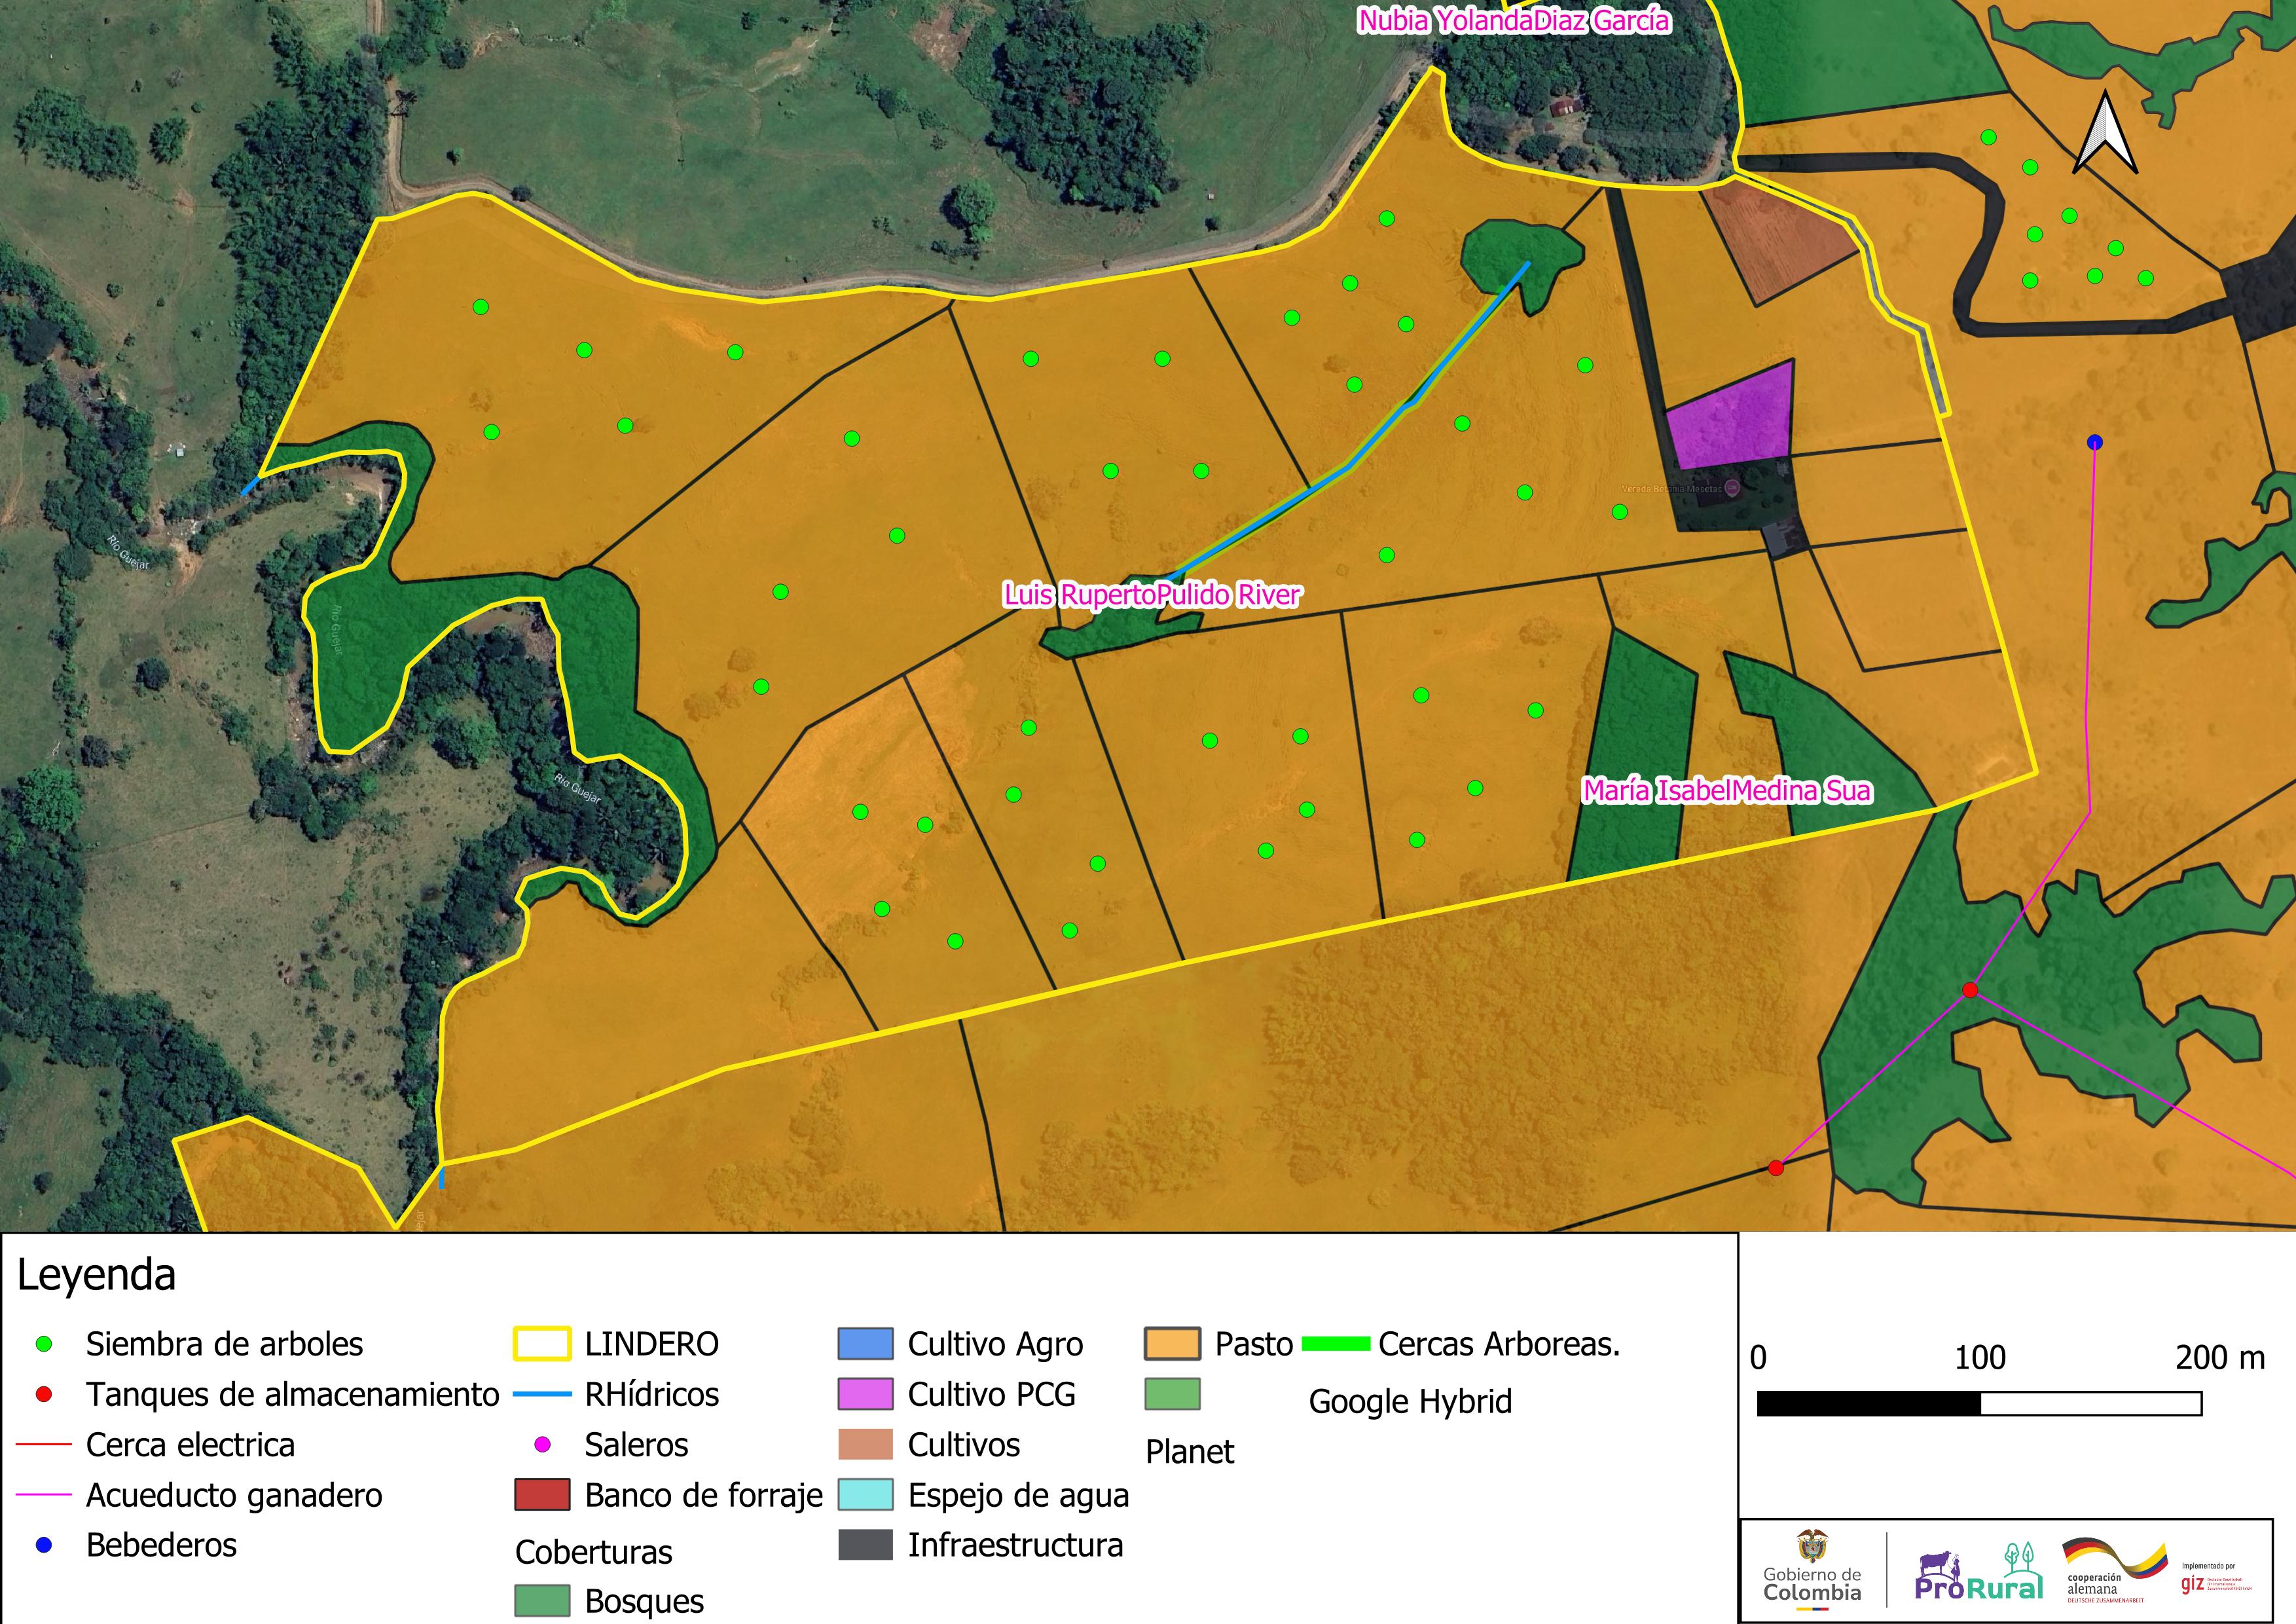 Nubia YolandaDiaz García
Vereda Betania Mesetas
Río Guejar
Río Guejar
Luis RupertoPulido River
Río Guejar
María IsabelMedina Sua
Leyenda
Siembra de arboles
Tanques de almacenamiento
Cerca electrica
Acueducto ganadero
Bebederos
LINDERO
RHídricos
Saleros
Banco de forraje
Coberturas
Bosques
Cultivo Agro
Cultivo PCG
Cultivos
Espejo de agua
Infraestructura
Pasto
Planet
Cercas Arboreas.
Google Hybrid
0 100 200 m
Gobierno de
Colombia
ProRural
cooperación
alemana
DEUTSCHE ZUSAMMENARBEIT
Implementado por
giz